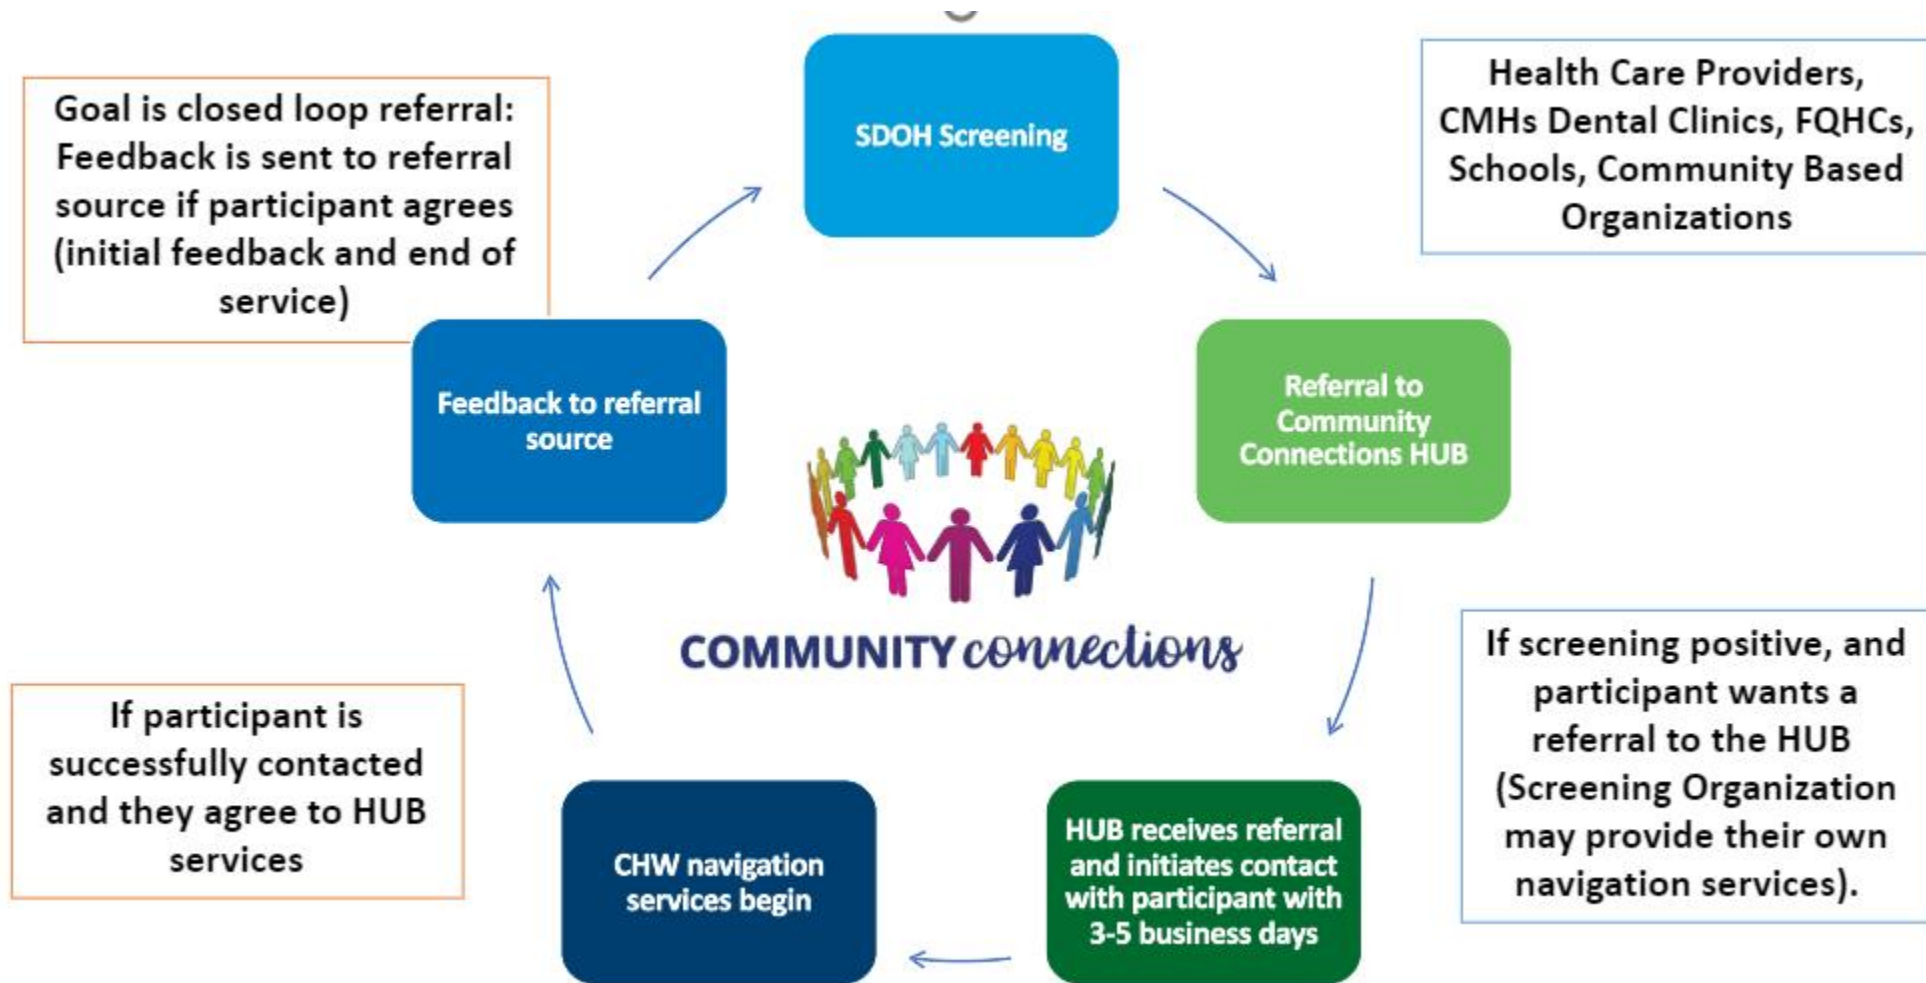 SDOH Screening
Health Care Providers,
CMHs Dental Clinics, FQHCs,
Schools, Community Based
Organizations
Referral to
Community
Connections HUB
If screening positive, and
participant wants a
referral to the HUB
(Screening Organization
may provide their own
navigation services).
HUB receives referral
and initiates contact
with participant with
3-5 business days
CHW navigation
services begin
If participant is
successfully contacted
and they agree to HUB
services
Feedback to referral
source
Goal is closed loop referral:
Feedback is sent to referral
source if participant agrees
(initial feedback and end of
service)
COMMUNITY connections